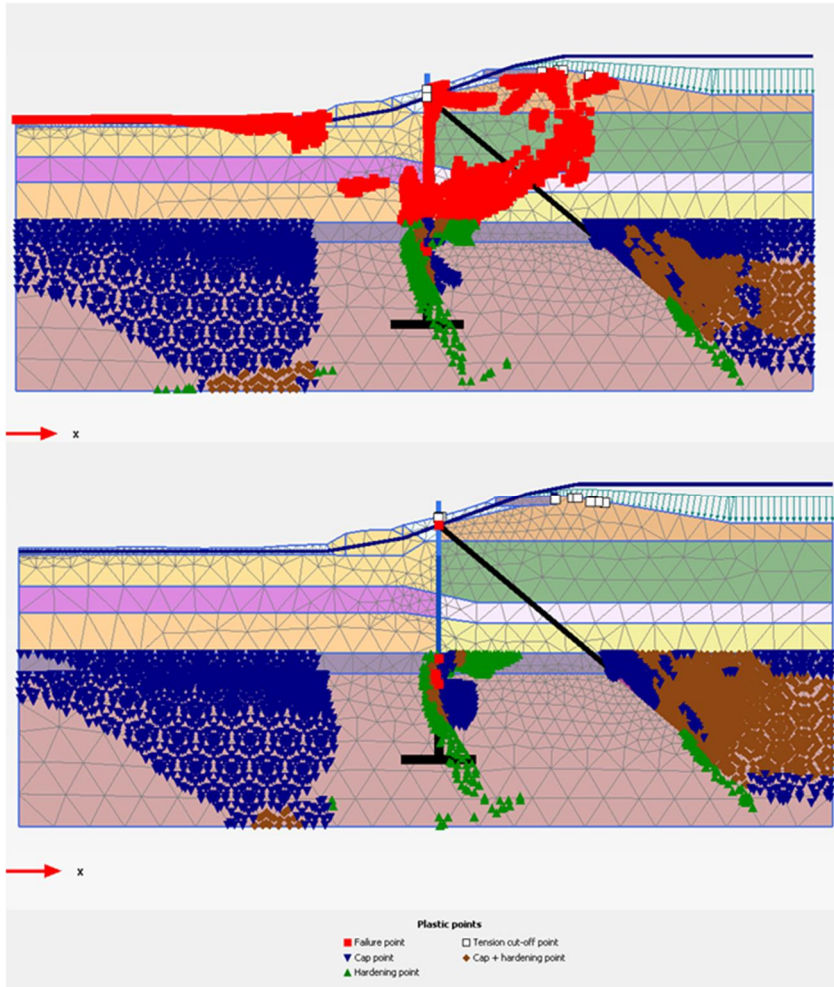 x
x
Plastic points
Failure point
Tension cut-off point
Cap point
Cap + hardening point
Hardening point